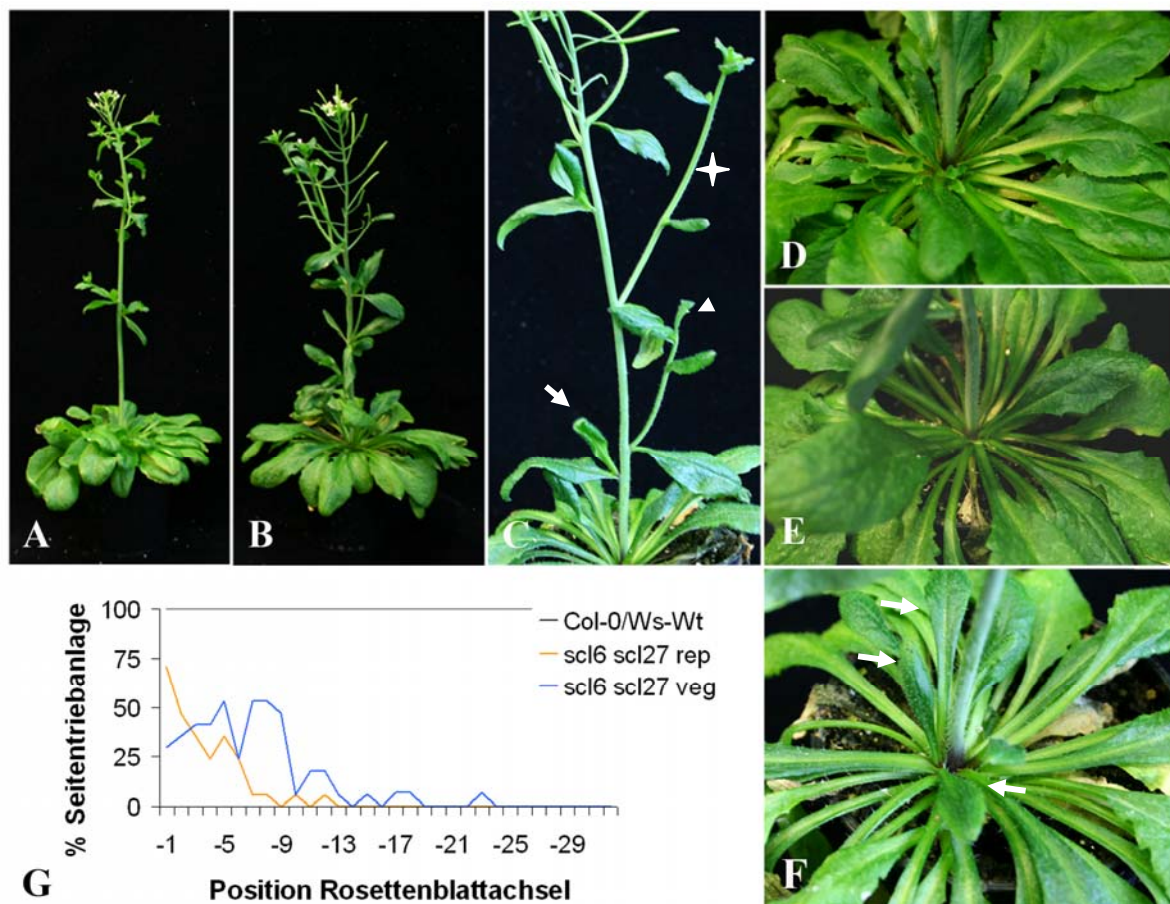 A
B
C
D
E
F
100
75
50
25
0
% Seitentriebanlage
Col-0/Ws-Wt
scl6 scl27 rep
scl6 scl27 veg
-1 -5 -9 -13 -17 -21 -25 -29
Position Rosettenblattachsel
G